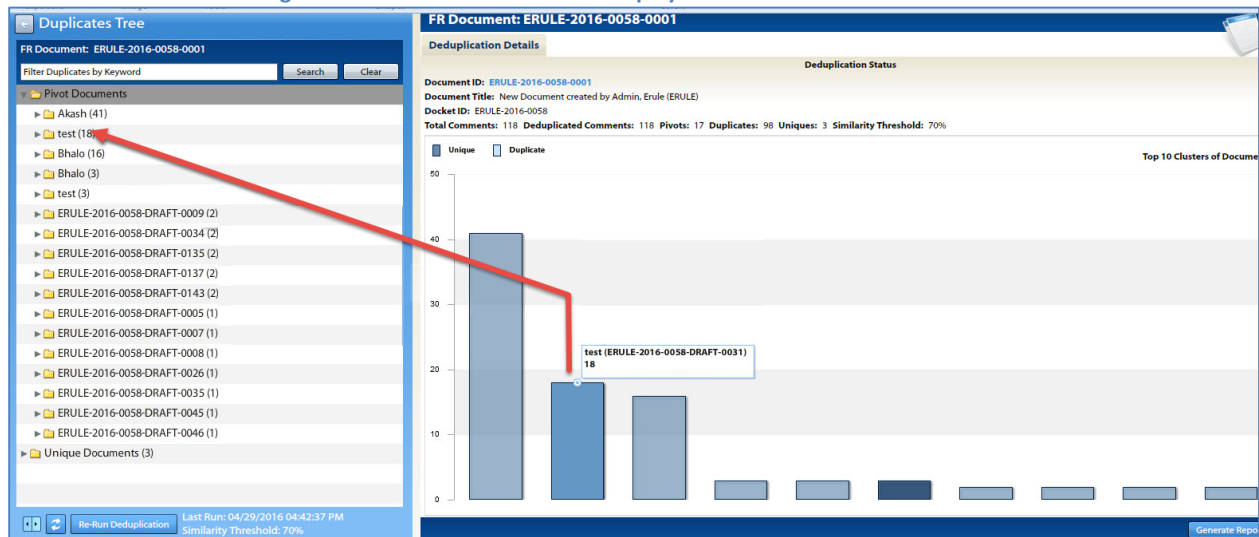 Duplicates Tree
FR Document: ERULE-2016-0058-0001
Filter Duplicates by Keyword Search Clear
Pivot Documents
Akash (41)
test (18)
Bhalo (16)
Bhalo (3)
test (3)
ERULE-2016-0058-DRAFT-0009 (2)
ERULE-2016-0058-DRAFT-0034 (2)
ERULE-2016-0058-DRAFT-0135 (2)
ERULE-2016-0058-DRAFT-0137 (2)
ERULE-2016-0058-DRAFT-0143 (2)
ERULE-2016-0058-DRAFT-0005 (1)
ERULE-2016-0058-DRAFT-0007 (1)
ERULE-2016-0058-DRAFT-0008 (1)
ERULE-2016-0058-DRAFT-0026 (1)
ERULE-2016-0058-DRAFT-0035 (1)
ERULE-2016-0058-DRAFT-0045 (1)
ERULE-2016-0058-DRAFT-0046 (1)
Unique Documents (3)
Re-Run Deduplication
Last Run: 04/29/2016 04:42:37 PM
Similarity Threshold: 70%
FR Document: ERULE-2016-0058-0001
Deduplication Details
Deduplication Status
Document ID: ERULE-2016-0058-0001
Document Title: New Document created by Admin, Erule (ERULE)
Docket ID: ERULE-2016-0058
Total Comments: 118 Deduplicated Comments: 118 Pivots: 17 Duplicates: 98 Uniques: 3 Similarity Threshold: 70%
Unique Duplicate
Top 10 Clusters of Docume
50
40
30
test (ERULE-2016-0058-DRAFT-0031)
18
20
10
0
Generate Repo